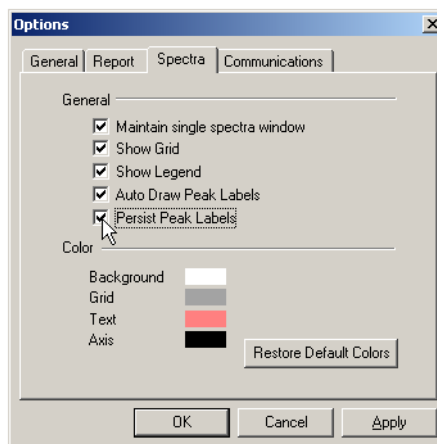 Options
General Report Spectra Communications
General
Maintain single spectra window
Show Grid
Show Legend
Auto Draw Peak Labels
Persist Peak Labels
Color
Background
Grid
Text
Axis
Restore Default Colors
OK Cancel Apply